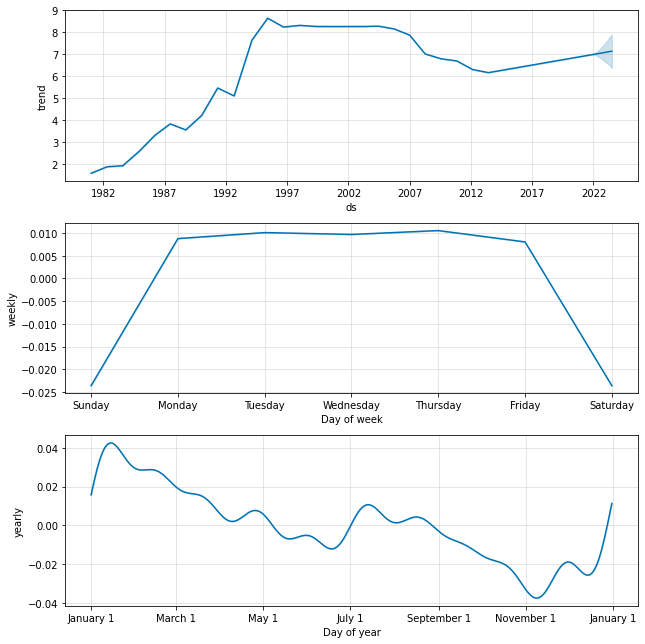 9
8
7
6
5
4
3
2
trend
1982 1987 1992 1997 2002 2007 2012 2017 2022
ds
0.010
0.005
0.000
−0.005
−0.010
−0.015
−0.020
−0.025
weekly
Sunday Monday Tuesday Wednesday Thursday Friday Saturday
Day of week
0.04
0.02
0.00
−0.02
−0.04
yearly
January 1 March 1 May 1 July 1 September 1 November 1 January 1
Day of year